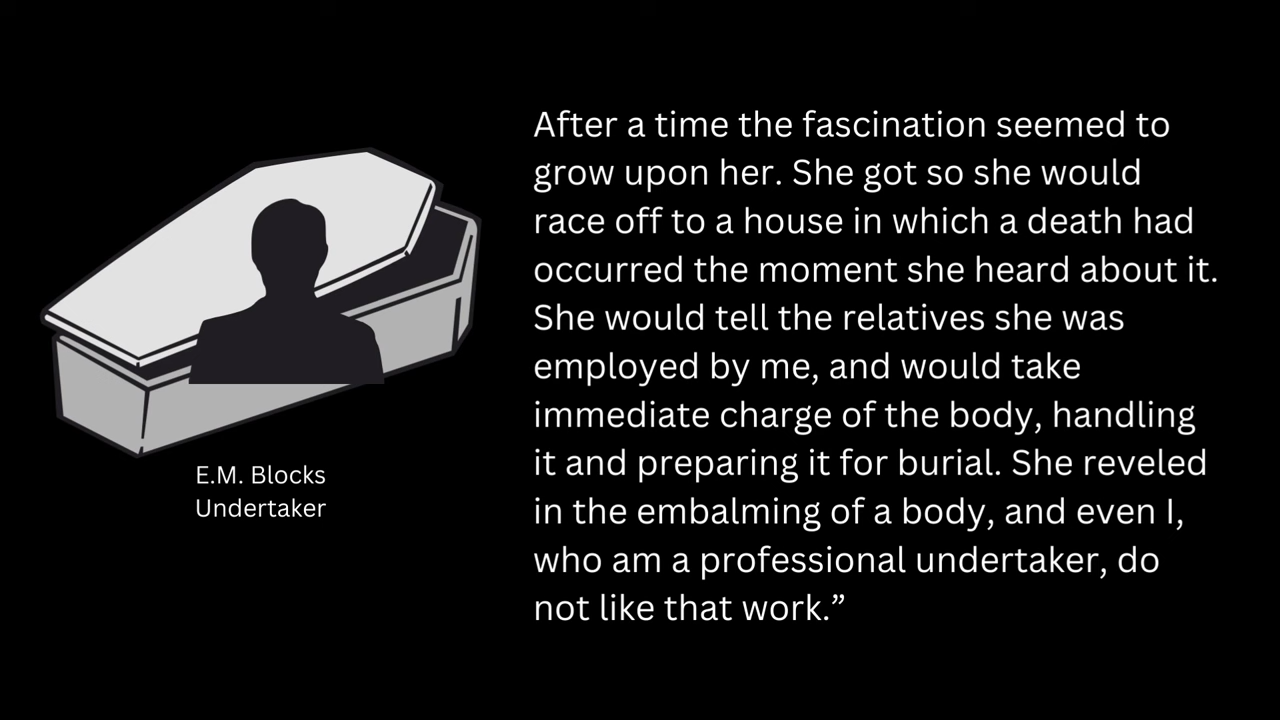 After a time the fascination seemed to
grow upon her. She got so she would
race off to a house in which a death had
occurred the moment she heard about it.
She would tell the relatives she was
employed by me, and would take
immediate charge of the body, handling
it and preparing it for burial. She reveled
in the embalming of a body, and even I,
who am a professional undertaker, do
not like that work.”
E.M. Blocks
Undertaker